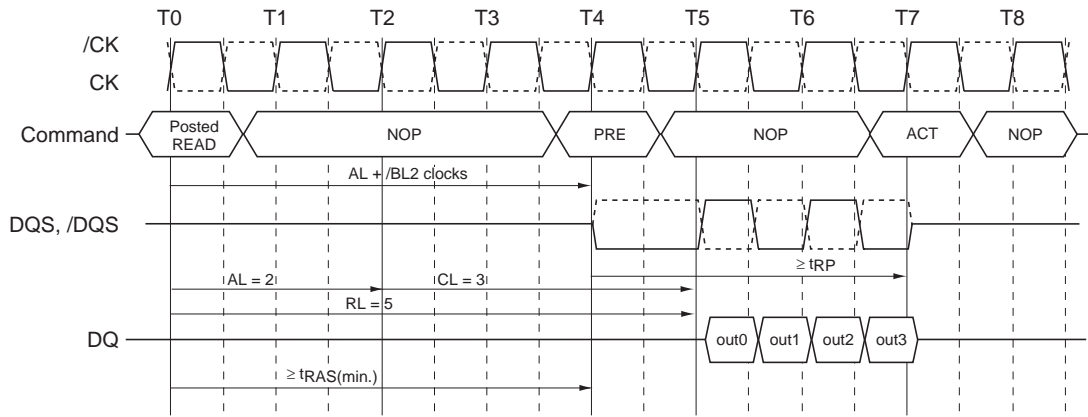 T0 T1 T2 T3 T4 T5 T6 T7 T8
/CK
CK
Command
Posted READ
NOP
PRE
NOP
ACT
NOP
AL + /BL2 clocks
DQS, /DQS
≥ tRP
AL = 2
CL = 3
RL = 5
DQ
out0 out1 out2 out3
≥ tRAS(min.)